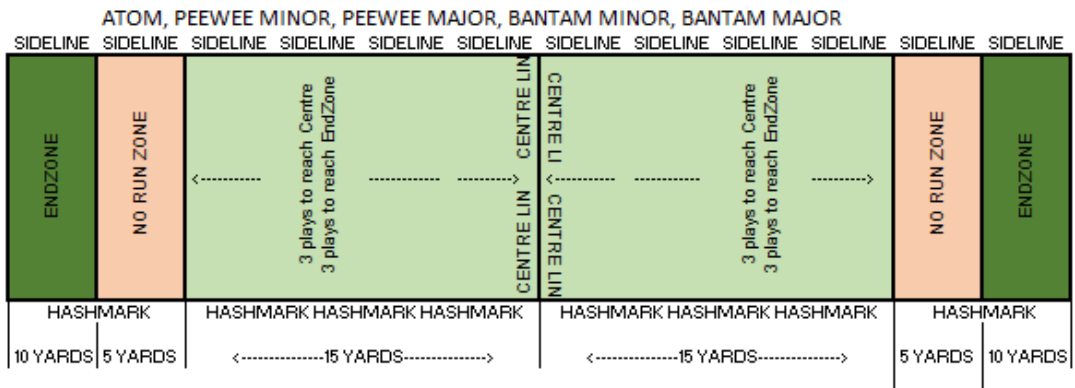 ATOM, PEEWEE MINOR, PEEWEE MAJOR, BANTAM MINOR, BANTAM MAJOR
SIDELINE SIDELINE SIDELINE SIDELINE SIDELINE SIDELINE SIDELINE SIDELINE SIDELINE SIDELINE SIDELINE SIDELINE
ENDZONE
NO RUN ZONE
<---------- ---------- -------->
3 plays to reach Centre
3 plays to reach EndZone
CENTRE LIN
CENTRE LIN
CENTRE LI
CENTRE LIN
<---------- --------- -------->
3 plays to reach Centre
3 plays to reach EndZone
NO RUN ZONE
ENDZONE
HASHMARK HASHMARK HASHMARK HASHMARK HASHMARK HASHMARK HASHMARK HASHMARK
10 YARDS 5 YARDS <--------------15 YARDS---------------> <--------------15 YARDS--------------> 5 YARDS 10 YARDS